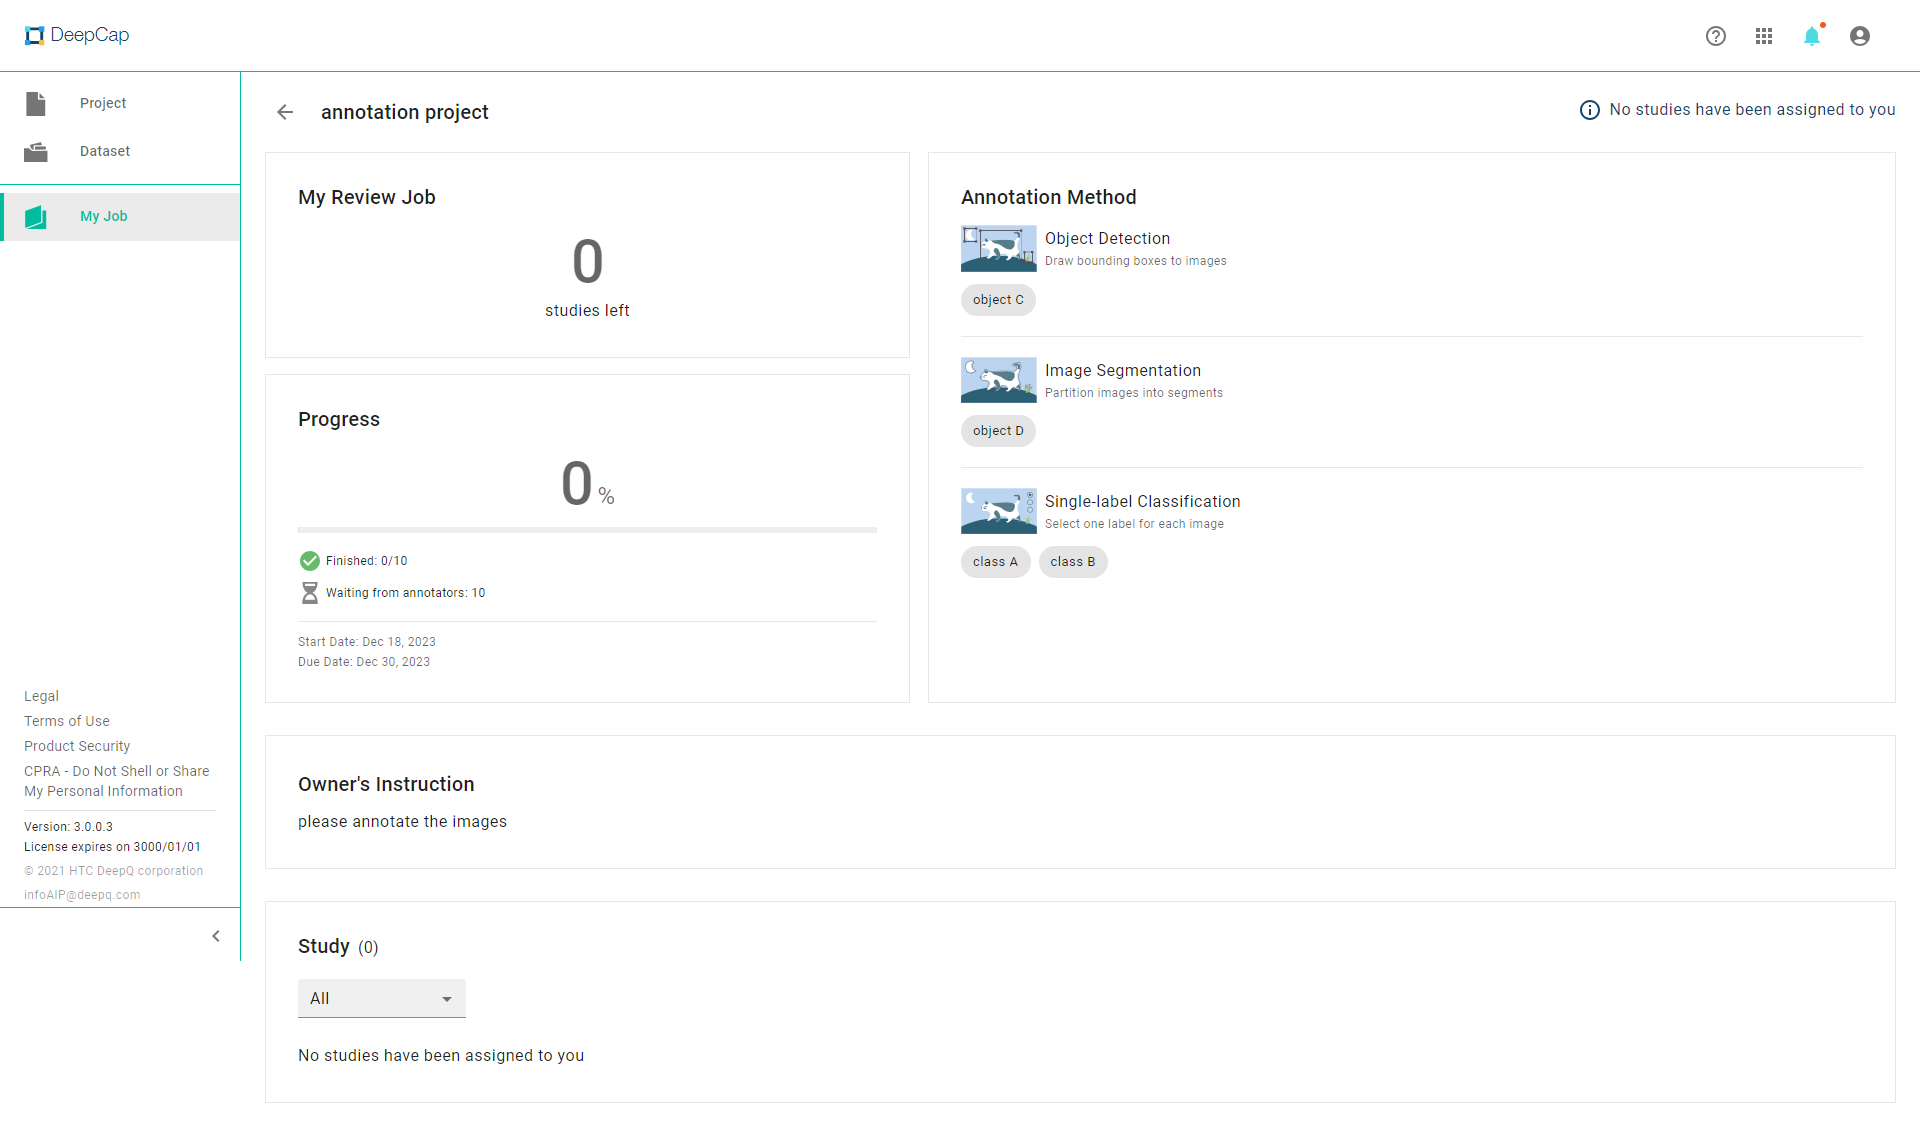 DeepCap
Project
Dataset
My Job
Legal
Terms of Use
Product Security
CPRA - Do Not Shell or Share
My Personal Information
Version: 3.0.0.3
License expires on 3000/01/01
© 2021 HTC DeepQ corporation
infoAIP@deepq.com
annotation project
No studies have been assigned to you
My Review Job
0
studies left
Progress
0 %
Finished: 0/10
Waiting from annotators: 10
Start Date: Dec 18, 2023
Due Date: Dec 30, 2023
Annotation Method
Object Detection
Draw bounding boxes to images
object C
Image Segmentation
Partition images into segments
object D
Single-label Classification
Select one label for each image
class A class B
Owner's Instruction
please annotate the images
Study (0)
All
No studies have been assigned to you